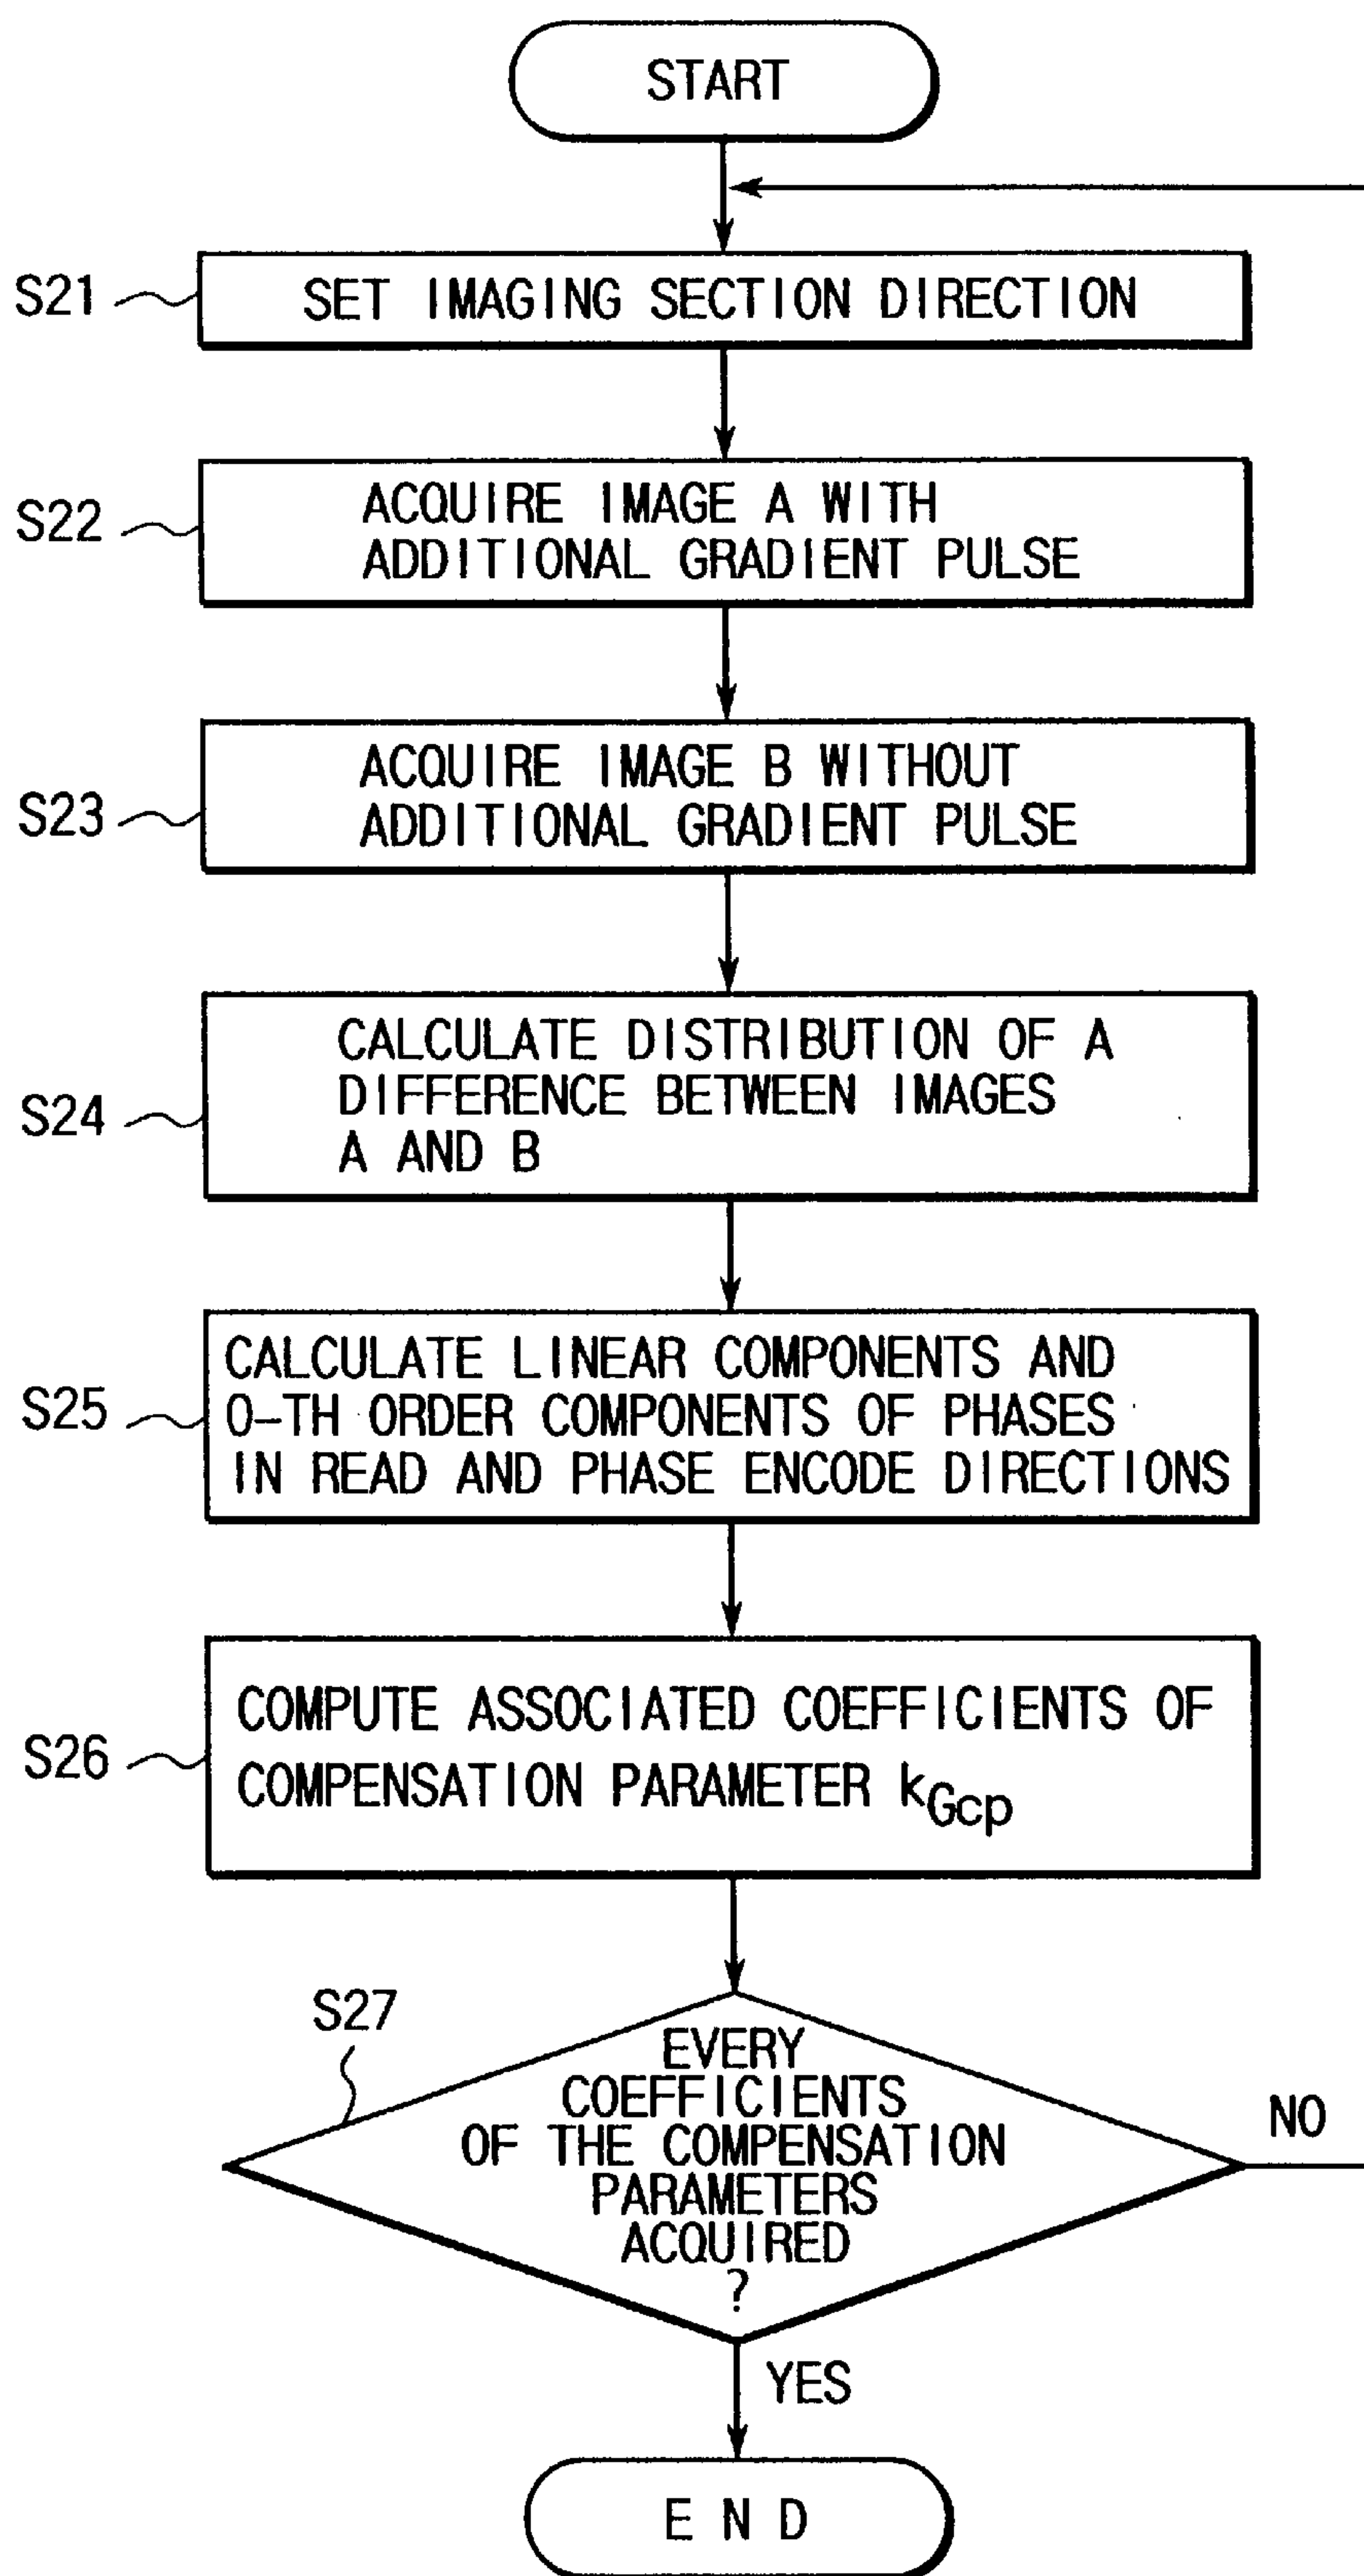 START
S21
SET IMAGING SECTION DIRECTION
S22
ACQUIRE IMAGE A WITH
ADDITIONAL GRADIENT PULSE
S23
ACQUIRE IMAGE B WITHOUT
ADDITIONAL GRADIENT PULSE
S24
CALCULATE DISTRIBUTION OF A
DIFFERENCE BETWEEN IMAGES
A AND B
S25
CALCULATE LINEAR COMPONENTS AND
0-TH ORDER COMPONENTS OF PHASES
IN READ AND PHASE ENCODE DIRECTIONS
S26
COMPUTE ASSOCIATED COEFFICIENTS OF
COMPENSATION PARAMETER kGcp
S27
EVERY
COEFFICIENTS
OF THE COMPENSATION
PARAMETERS
ACQUIRED
?
NO
YES
END